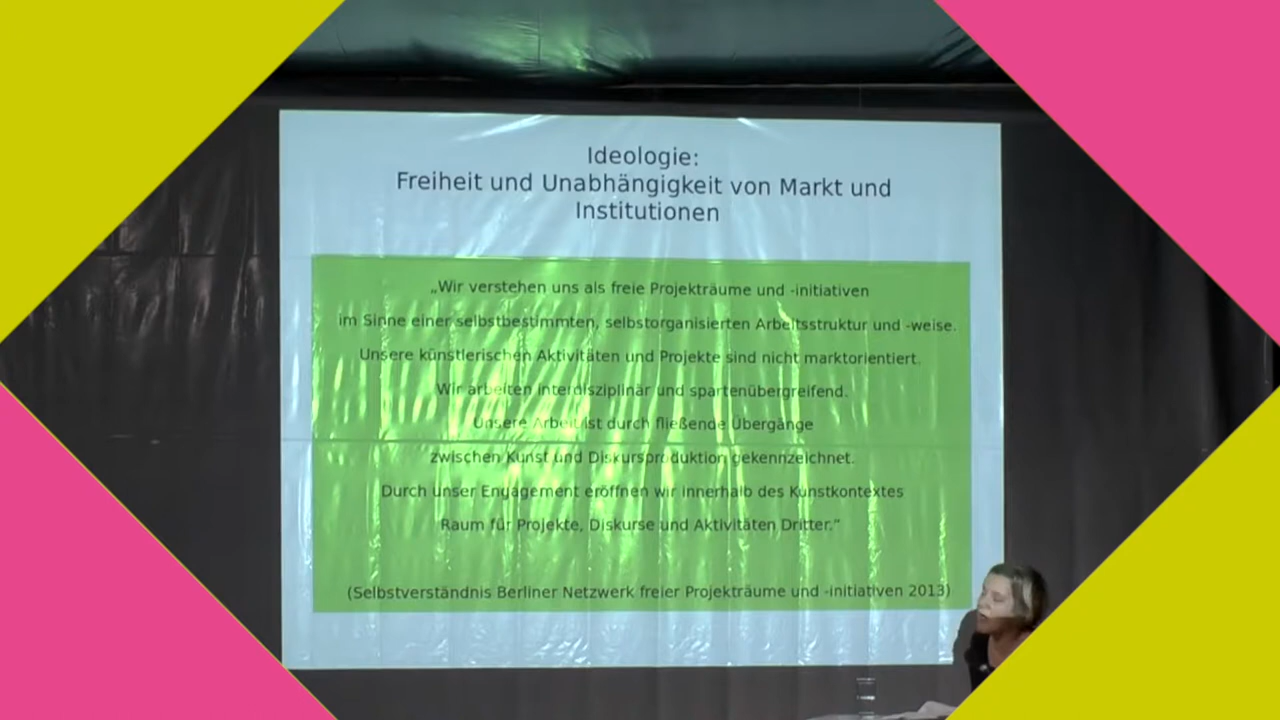 Ideologie:
Freiheit und Unabhängigkeit von Markt und
Institutionen
„Wir verstehen uns als freie Projekträume und -initiativen
im Sinne einer selbstbestimmten, selbstorganisierten Arbeitsstruktur und -weise.
Unsere künstlerischen Aktivitäten und Projekte sind nicht marktorientiert.
Wir arbeiten interdisziplinär und spartenübergreifend.
Unsere Arbeit ist durch fließende Übergänge
zwischen Kunst und Diskursproduktion gekennzeichnet.
Durch unser Engagement eröffnen wir innerhalb des Kunstkontextes
Raum für Projekte, Diskurse und Aktivitäten Dritter.“
(Selbstverständnis Berliner Netzwerk freier Projekträume und -initiativen 2013)